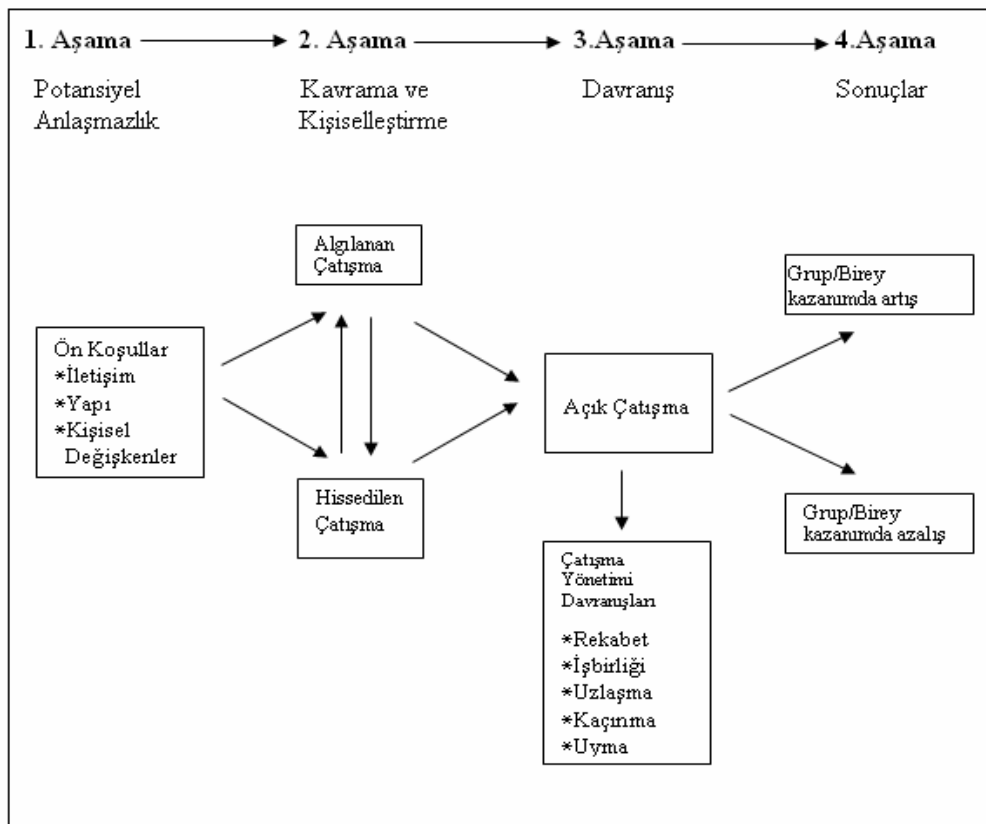 1. Aşama
2. Aşama
3.Aşama
4.Aşama
Potansiyel
Anlaşmazlık
Kavrama ve
Kişiselleştirme
Davranış
Sonuçlar
Ön Koşullar
*İletişim
*Yapı
*Kişisel
Değişkenler
Algılanan
Çatışma
Hissedilen
Çatışma
Açık Çatışma
Çatışma
Yönetimi
Davranışları
*Rekabet
*İşbirliği
*Uzlaşma
*Kaçınma
*Uyma
Grup/Birey
kazanımda artış
Grup/Birey
kazanımda azalış